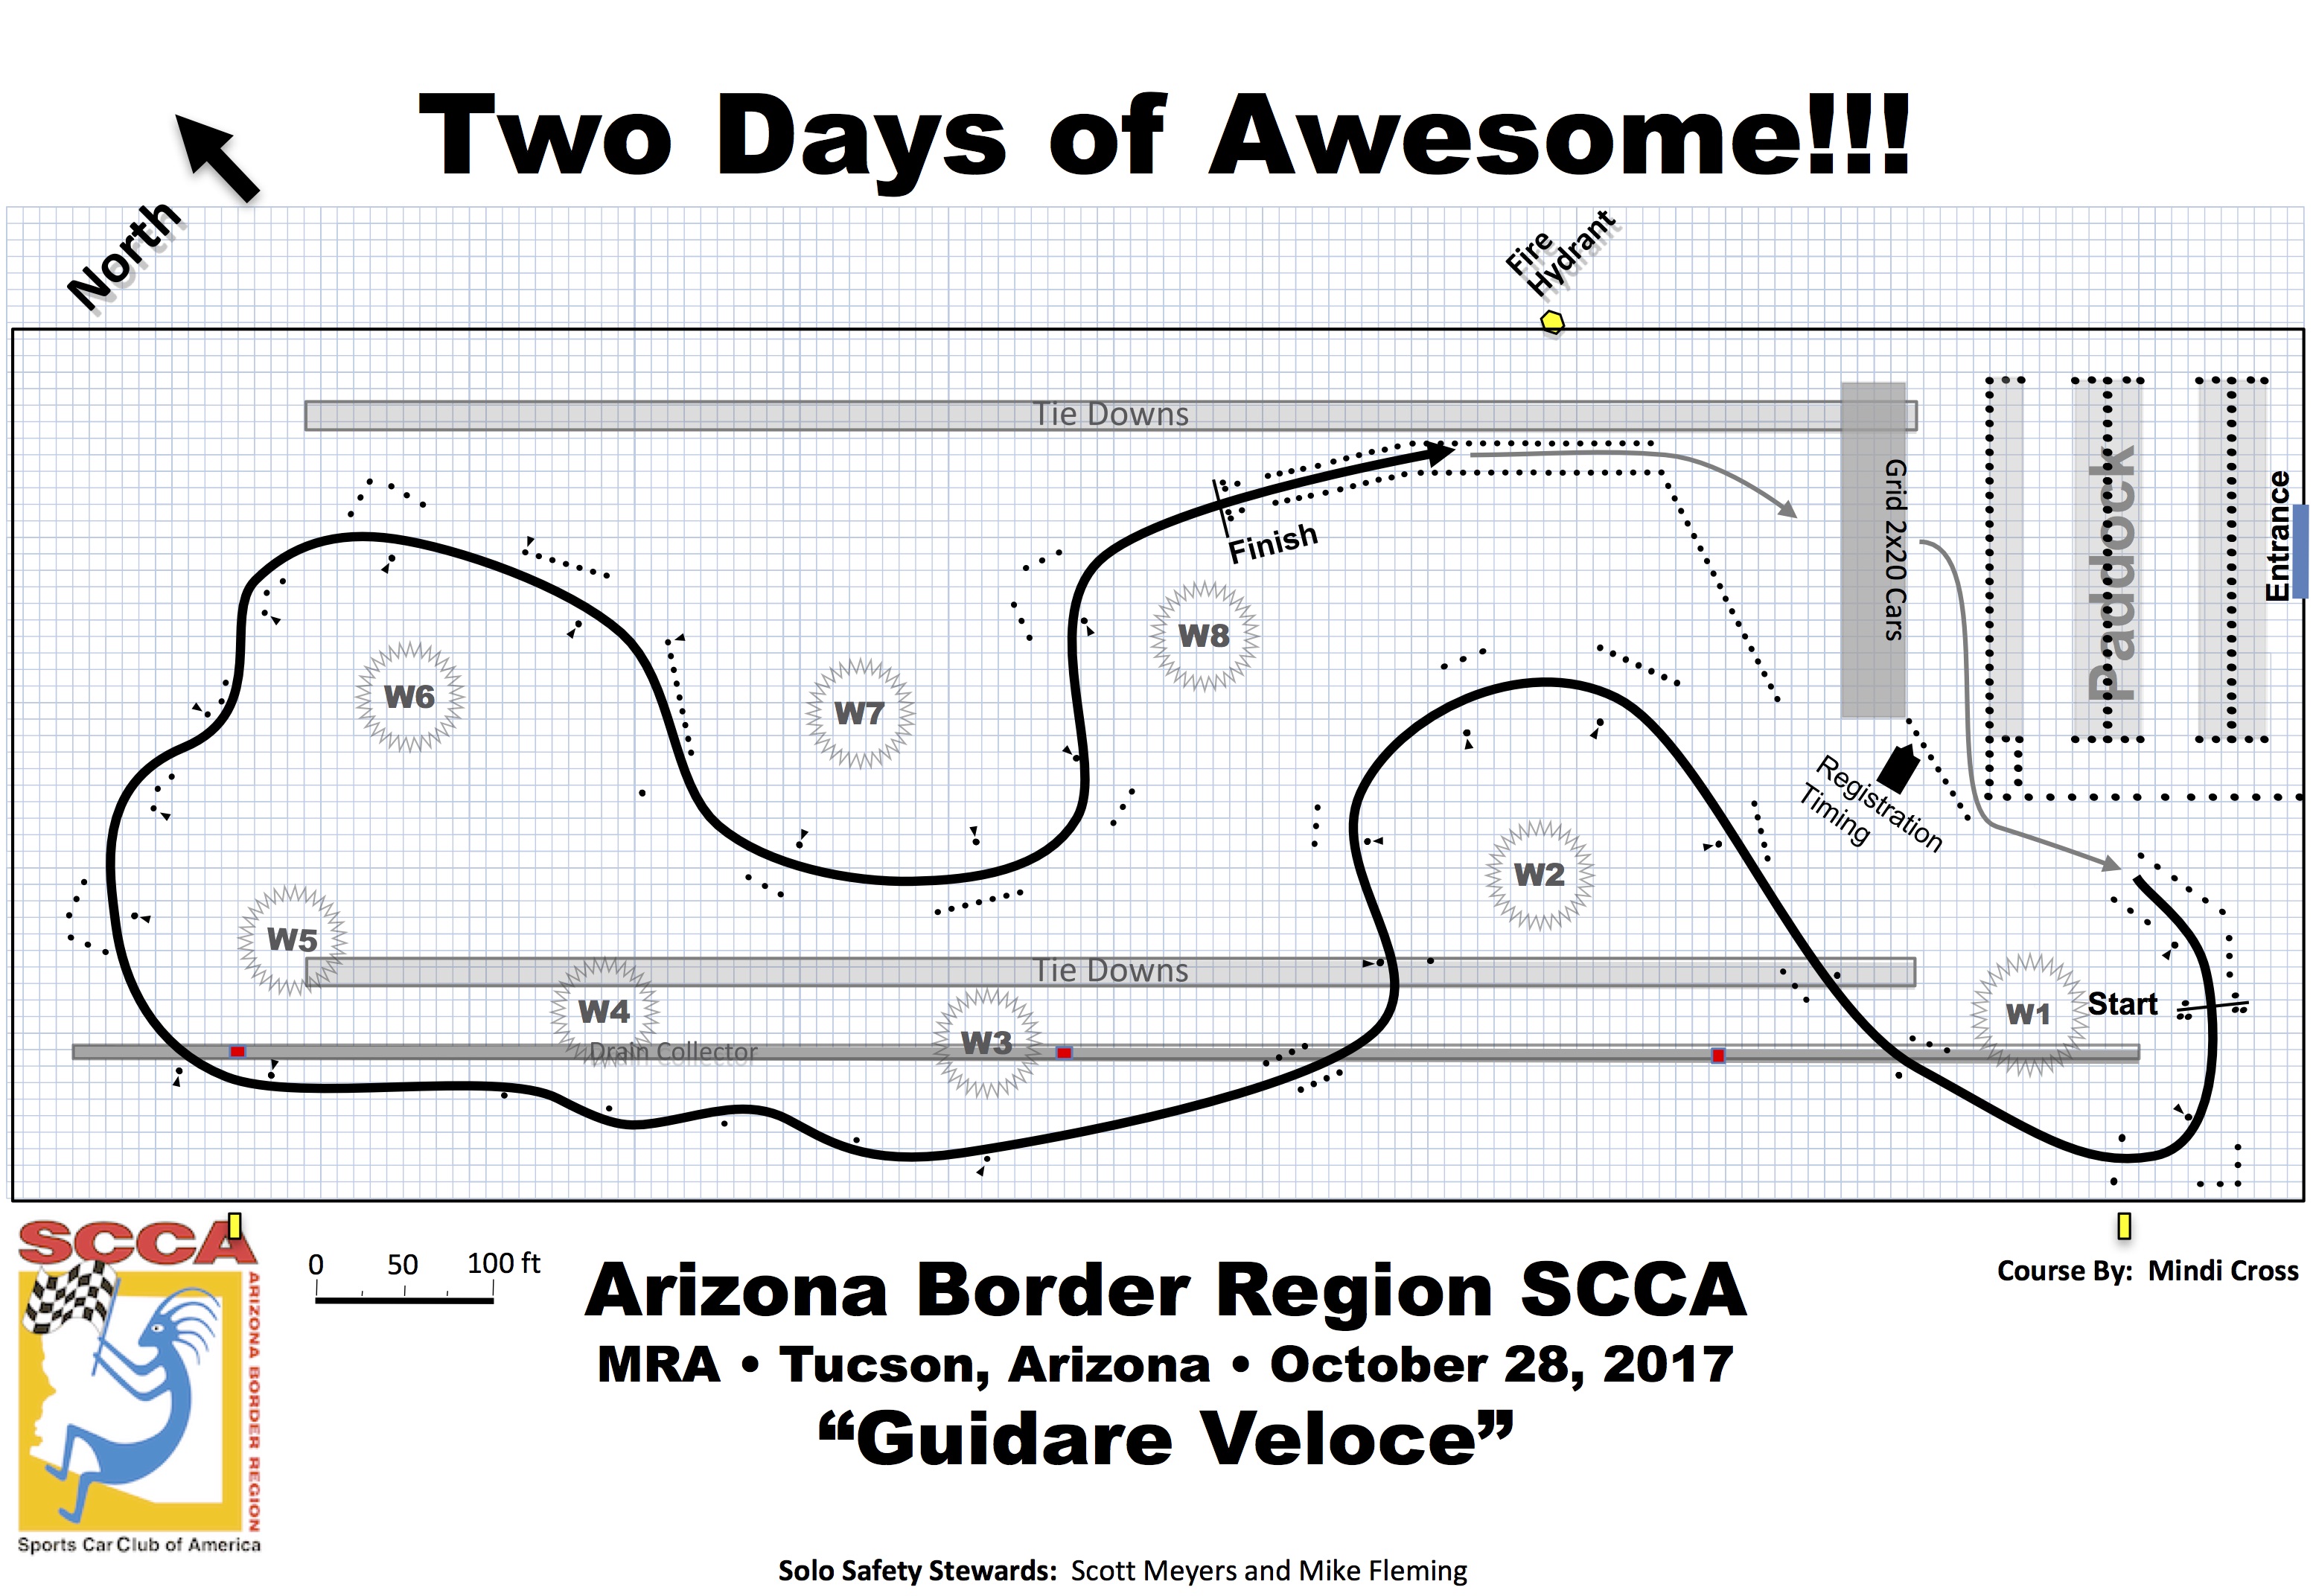 Two Days of Awesome!!!
North
Fire
Hydrant
Tie Downs
Grid 2x20 Cars
Paddock
Entrance
Finish
W6
W7
W8
W2
Registration
Timing
W5
Tie Downs
W4
W3
Drain Collector
W1
Start
SCCA
ARIZONA BORDER REGION
Sports Car Club of America
0 50 100 ft
Arizona Border Region SCCA
MRA • Tucson, Arizona • October 28, 2017
“Guidare Veloce”
Course By: Mindi Cross
Solo Safety Stewards: Scott Meyers and Mike Fleming